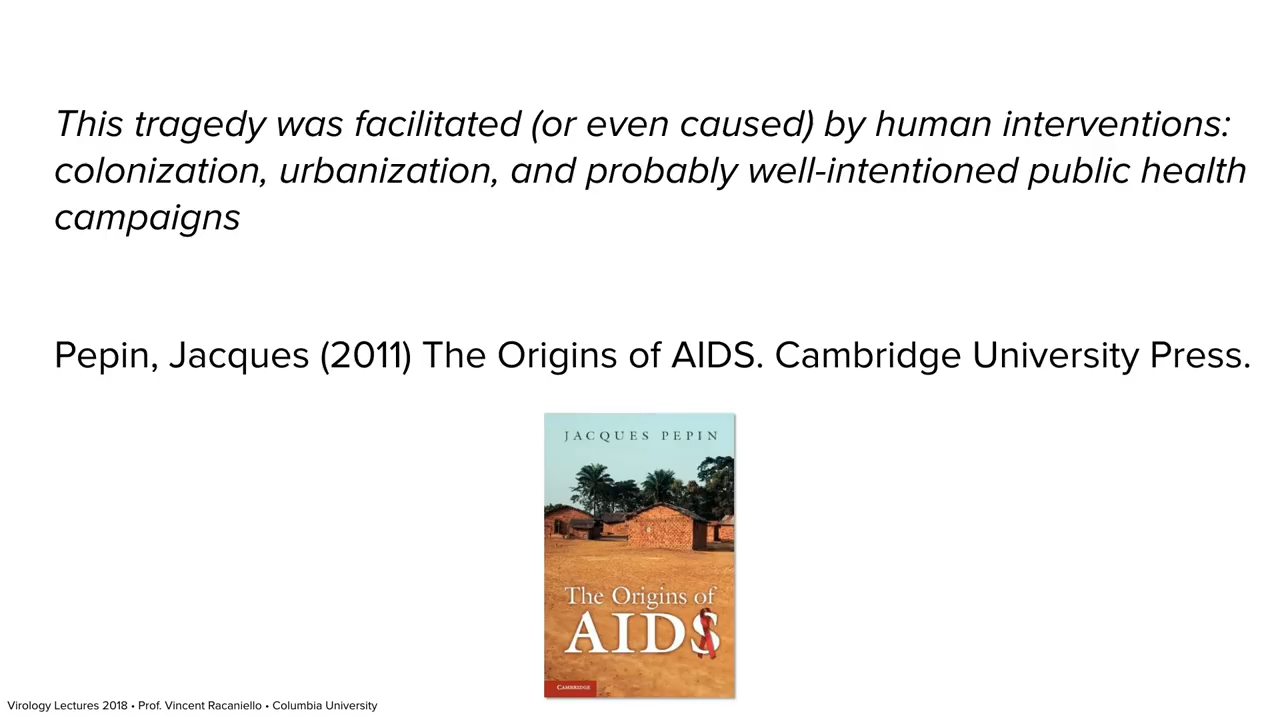 This tragedy was facilitated (or even caused) by human interventions:
colonization, urbanization, and probably well-intentioned public health
campaigns
Pepin, Jacques (2011) The Origins of AIDS. Cambridge University Press.
JACQUES PEPIN
The Origins of
AIDS
CAMBRIDGE
Virology Lectures 2018 • Prof. Vincent Racaniello • Columbia University